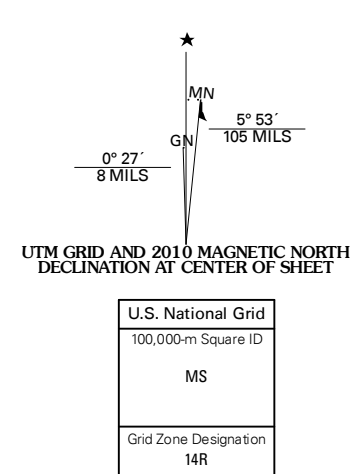 ★
MN
5° 53´
105 MILS
GN
0° 27´
8 MILS
UTM GRID AND 2010 MAGNETIC NORTH
DECLINATION AT CENTER OF SHEET
U.S. National Grid
100,000-m Square ID
MS
Grid Zone Designation
14R